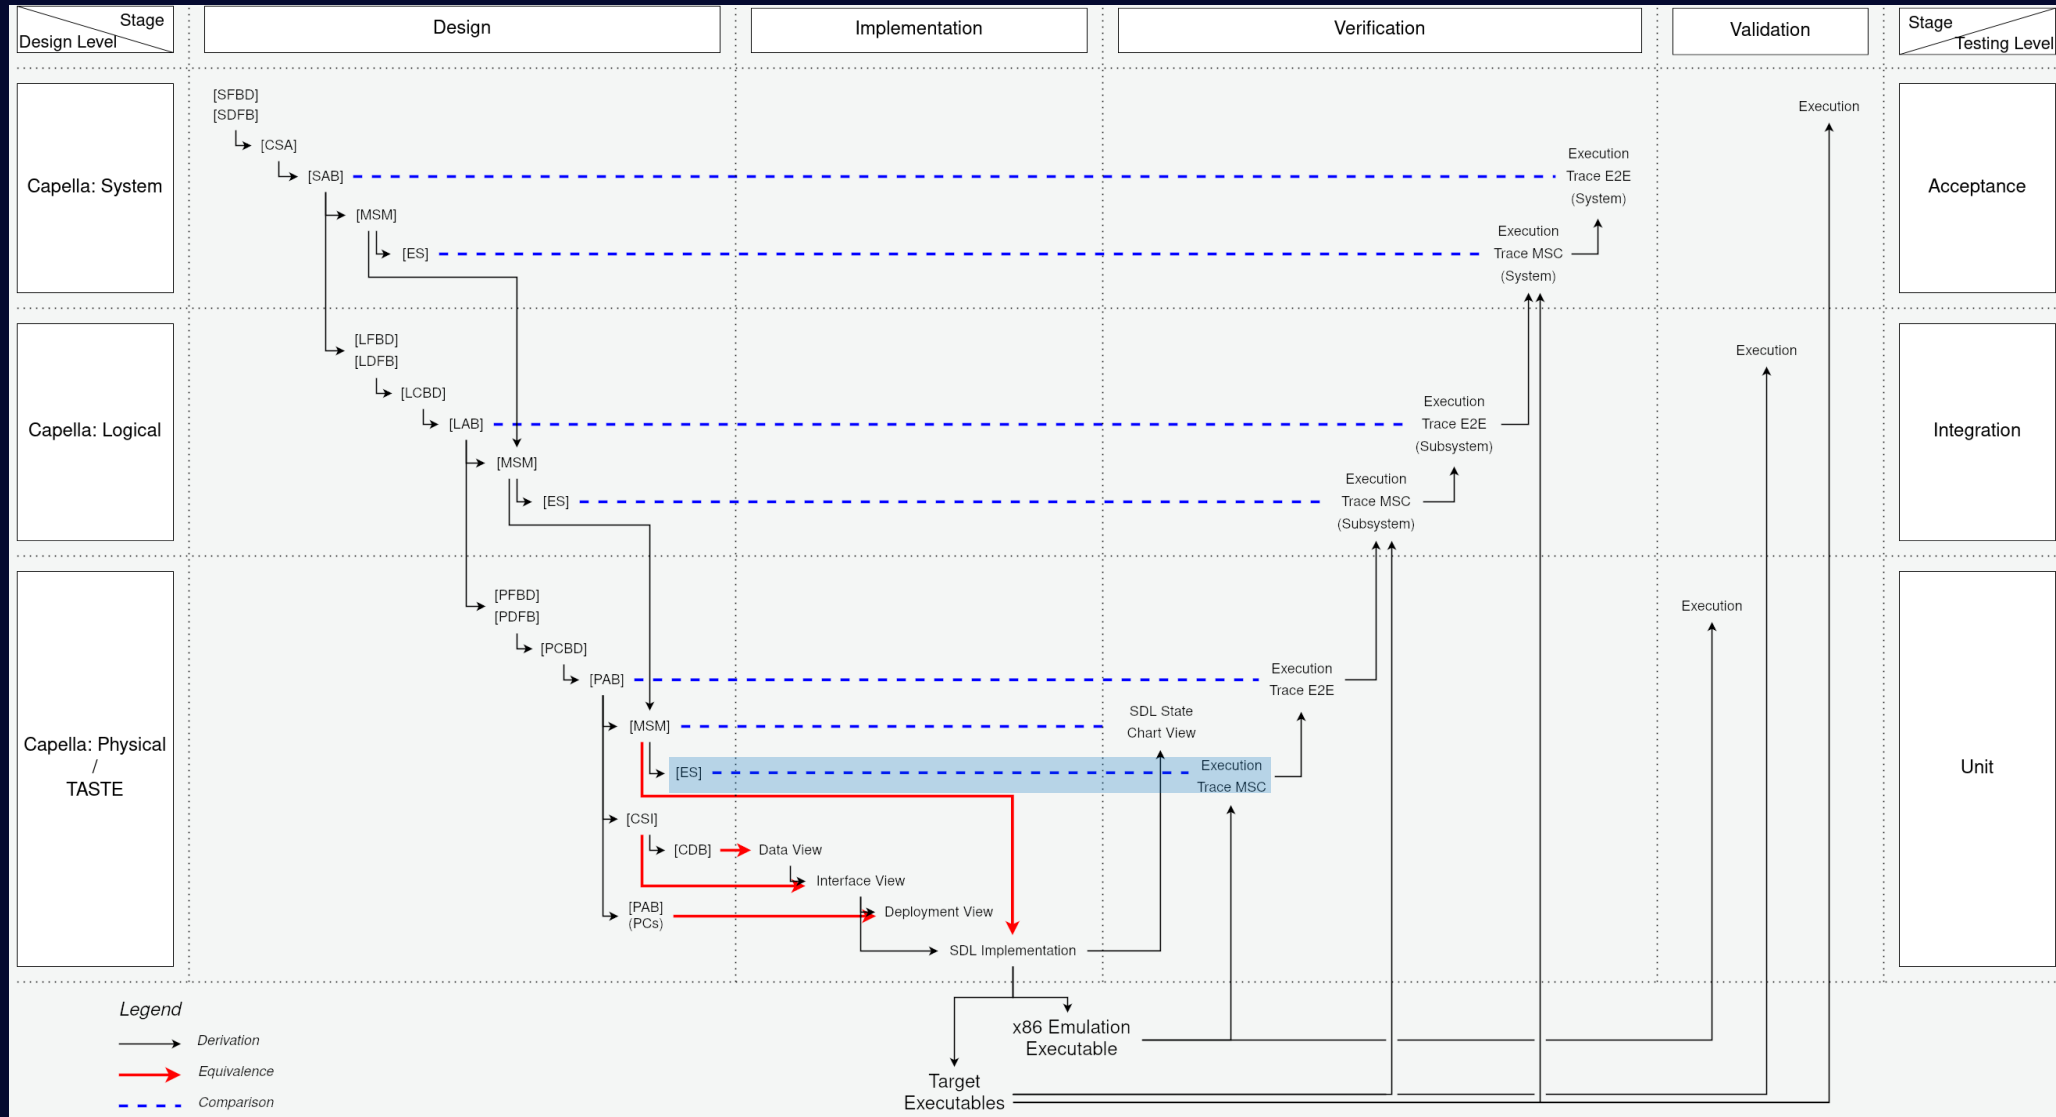 Stage
Design Level
Design
Implementation
Verification
Validation
Stage
Testing Level
Capella: System
[SFBD]
[SDFB]
[CSA]
[SAB]
[MSM]
[ES]
Execution
Trace E2E
(System)
Execution
Trace MSC
(System)
Execution
Acceptance
Capella: Logical
[LFBD]
[LDFB]
[LCBD]
[LAB]
[MSM]
[ES]
Execution
Trace E2E
(Subsystem)
Execution
Trace MSC
(Subsystem)
Execution
Integration
Capella: Physical
/
TASTE
[PFBD]
[PDFB]
[PCBD]
[PAB]
[MSM]
[ES]
[CSI]
[CDB]
[PAB]
(PCs)
Data View
Interface View
Deployment View
SDL Implementation
Execution
Trace E2E
SDL State
Chart View
Execution
Trace MSC
Execution
Unit
x86 Emulation
Executable
Target
Executables
Legend
Derivation
Equivalence
Comparison